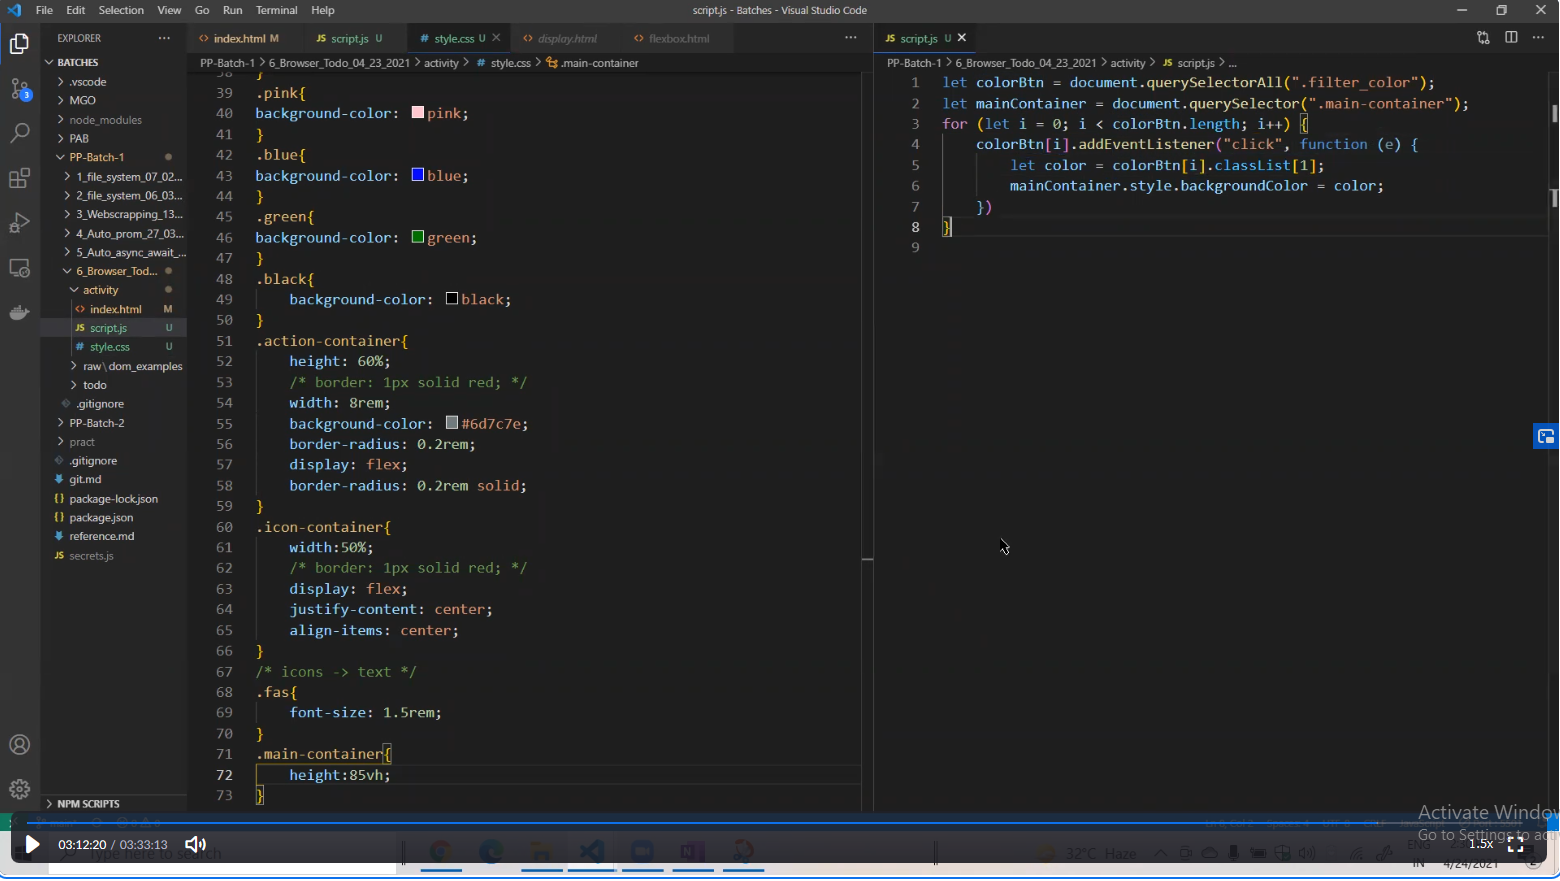 File Edit Selection View Go Run Terminal Help
script.js - Batches - Visual Studio Code
EXPLORER
BATCHES
.vscode
MGO
node_modules
PAB
PP-Batch-1
1_file_system_07_02...
2_file_system_06_03...
3_Webscrapping_13...
4_Auto_prom_27_03...
5_Auto_async_await_...
6_Browser_Tod...
activity
index.html M
script.js U
style.css U
raw\dom_examples
todo
.gitignore
PP-Batch-2
pract
.gitignore
git.md
package-lock.json
package.json
reference.md
secrets.js
NPM SCRIPTS
3
index.html M script.js U style.css U display.html flexbox.html
PP-Batch-1 > 6_Browser_Todo_04_23_2021 > activity > style.css > .main-container
39 .pink{
40 background-color: pink;
41 }
42 .blue{
43 background-color: blue;
44 }
45 .green{
46 background-color: green;
47 }
48 .black{
49 background-color: black;
50 }
51 .action-container{
52 height: 60%;
53 /* border: 1px solid red; */
54 width: 8rem;
55 background-color: #6d7c7e;
56 border-radius: 0.2rem;
57 display: flex;
58 border-radius: 0.2rem solid;
59 }
60 .icon-container{
61 width:50%;
62 /* border: 1px solid red; */
63 display: flex;
64 justify-content: center;
65 align-items: center;
66 }
67 /* icons -> text */
68 .fas{
69 font-size: 1.5rem;
70 }
71 .main-container{
72 height:85vh;
73 }
script.js U
PP-Batch-1 > 6_Browser_Todo_04_23_2021 > activity > script.js > ...
1 let colorBtn = document.querySelectorAll(".filter_color");
2 let mainContainer = document.querySelector(".main-container");
3 for (let i = 0; i < colorBtn.length; i++) {
4 colorBtn[i].addEventListener("click", function (e) {
5 let color = colorBtn[i].classList[1];
6 mainContainer.style.backgroundColor = color;
7 })
8 }
9
Activate Window
Go to Settings to ac
03:12:20 / 03:33:13
1.5x
Type here to search
32°C Haze
ENG
IN
4/24/2021